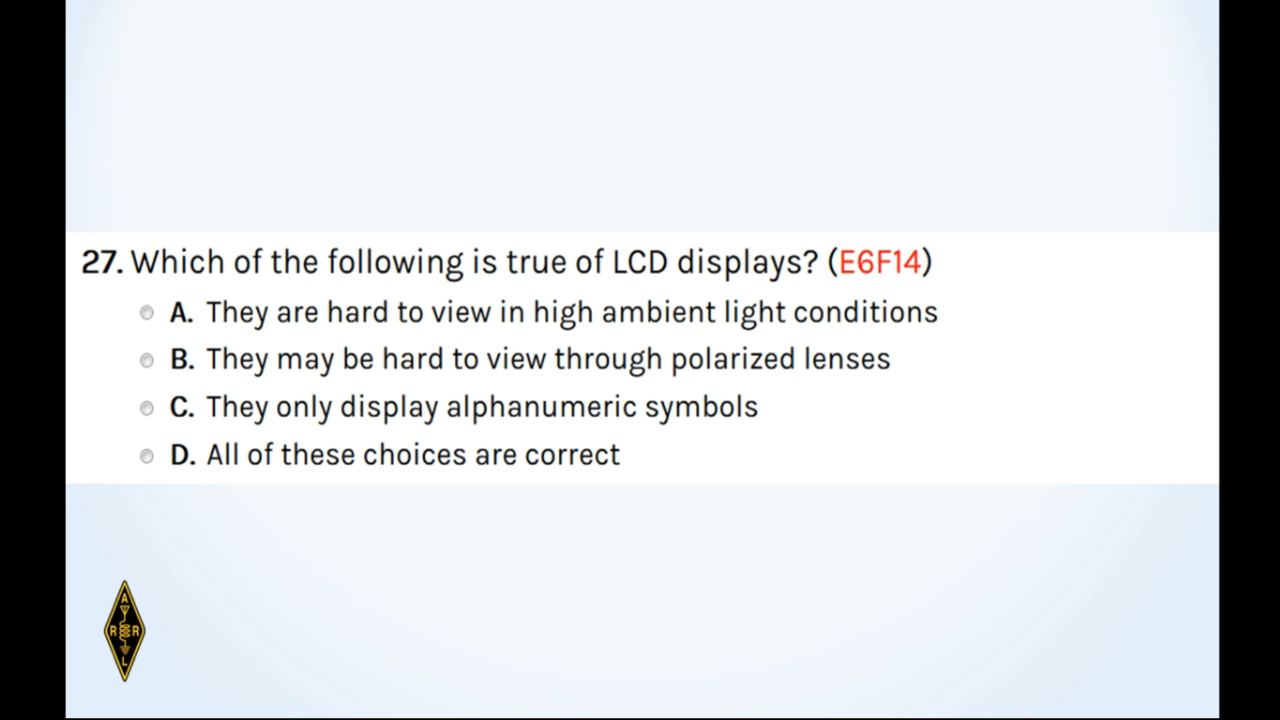 27. Which of the following is true of LCD displays? (E6F14)
A. They are hard to view in high ambient light conditions
B. They may be hard to view through polarized lenses
C. They only display alphanumeric symbols
D. All of these choices are correct
A
R R
L